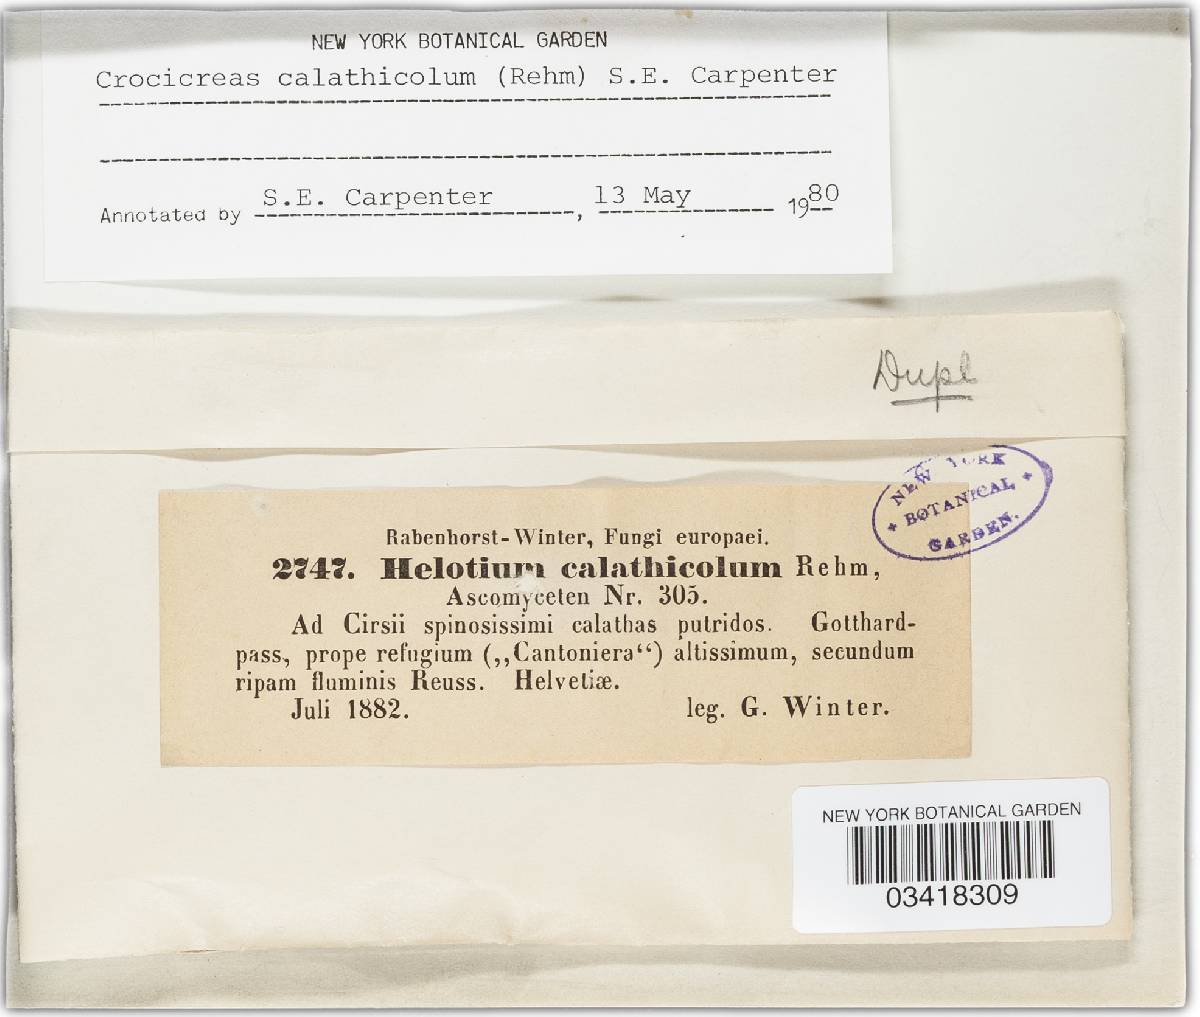 NEW YORK BOTANICAL GARDEN
Crocicreas calathicolum (Rehm) S.E. Carpenter
Annotated by S.E. Carpenter, 13 May 1980
Dupl
NEW YORK
BOTANICAL
GARDEN.
Rabenhorst-Winter, Fungi europaei.
2747. Helotium calathicolum Rehm,
Ascomyceten Nr. 305.
Ad Cirsii spinosissimi calathas putridos. Gotthard-
pass, prope refugium („Cantoniera“) altissimum, secundum
ripam fluminis Reuss. Helvetiæ.
Juli 1882. leg. G. Winter.
NEW YORK BOTANICAL GARDEN
03418309